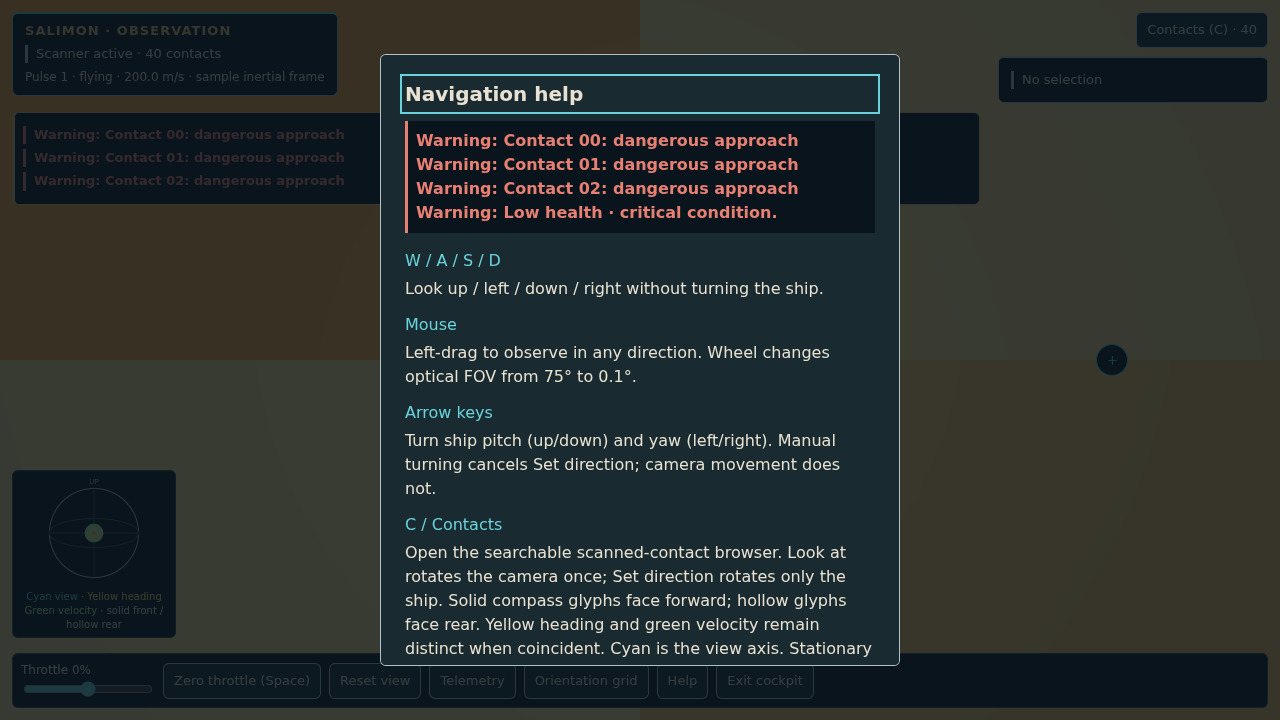 SALIMON · OBSERVATION
Scanner active · 40 contacts
Pulse 1 · flying · 200.0 m/s · sample inertial frame
Contacts (C) · 40
No selection
Warning: Contact 00: dangerous approach
Warning: Contact 01: dangerous approach
Warning: Contact 02: dangerous approach
Navigation help
Warning: Contact 00: dangerous approach
Warning: Contact 01: dangerous approach
Warning: Contact 02: dangerous approach
Warning: Low health · critical condition.
W / A / S / D
Look up / left / down / right without turning the ship.
Mouse
Left-drag to observe in any direction. Wheel changes
optical FOV from 75° to 0.1°.
Arrow keys
Turn ship pitch (up/down) and yaw (left/right). Manual
turning cancels Set direction; camera movement does
not.
C / Contacts
Open the searchable scanned-contact browser. Look at
rotates the camera once; Set direction rotates only the
ship. Solid compass glyphs face forward; hollow glyphs
face rear. Yellow heading and green velocity remain
distinct when coincident. Cyan is the view axis. Stationary
+
UP
Cyan view · Yellow heading
Green velocity · solid front /
hollow rear
Throttle 0%
Zero throttle (Space)
Reset view
Telemetry
Orientation grid
Help
Exit cockpit